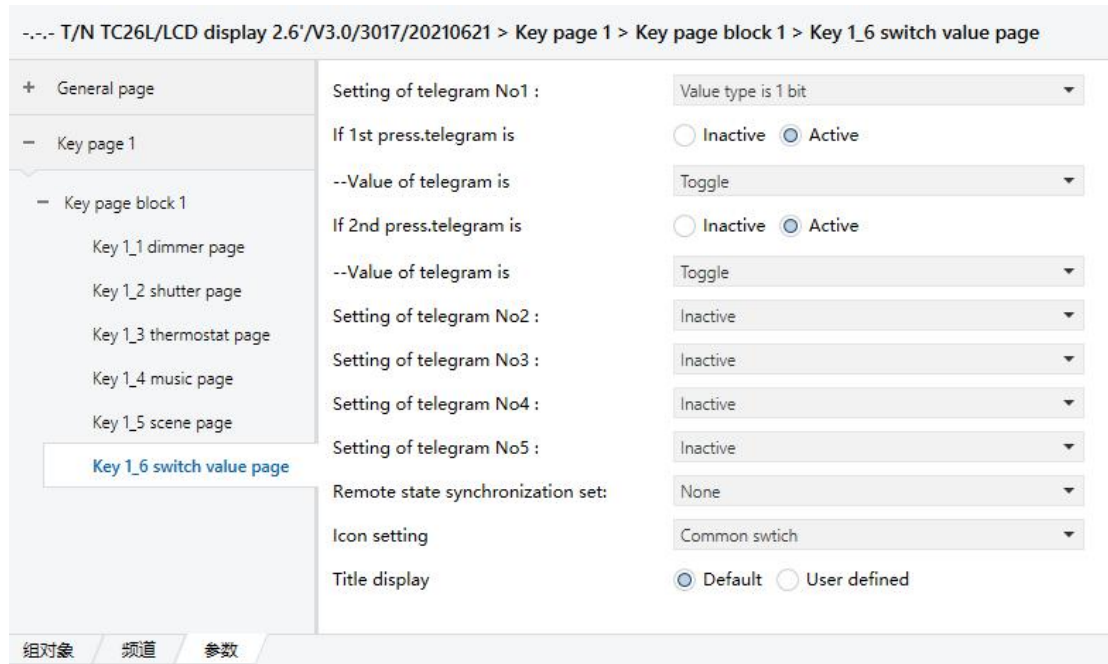 -.-.- T/N TC26L/LCD display 2.6'/V3.0/3017/20210621 > Key page 1 > Key page block 1 > Key 1_6 switch value page
+ General page
− Key page 1
− Key page block 1
Key 1_1 dimmer page
Key 1_2 shutter page
Key 1_3 thermostat page
Key 1_4 music page
Key 1_5 scene page
Key 1_6 switch value page
Setting of telegram No1 : Value type is 1 bit
If 1st press.telegram is Inactive Active
--Value of telegram is Toggle
If 2nd press.telegram is Inactive Active
--Value of telegram is Toggle
Setting of telegram No2 : Inactive
Setting of telegram No3 : Inactive
Setting of telegram No4 : Inactive
Setting of telegram No5 : Inactive
Remote state synchronization set: None
Icon setting Common swtich
Title display Default User defined
组对象 频道 参数